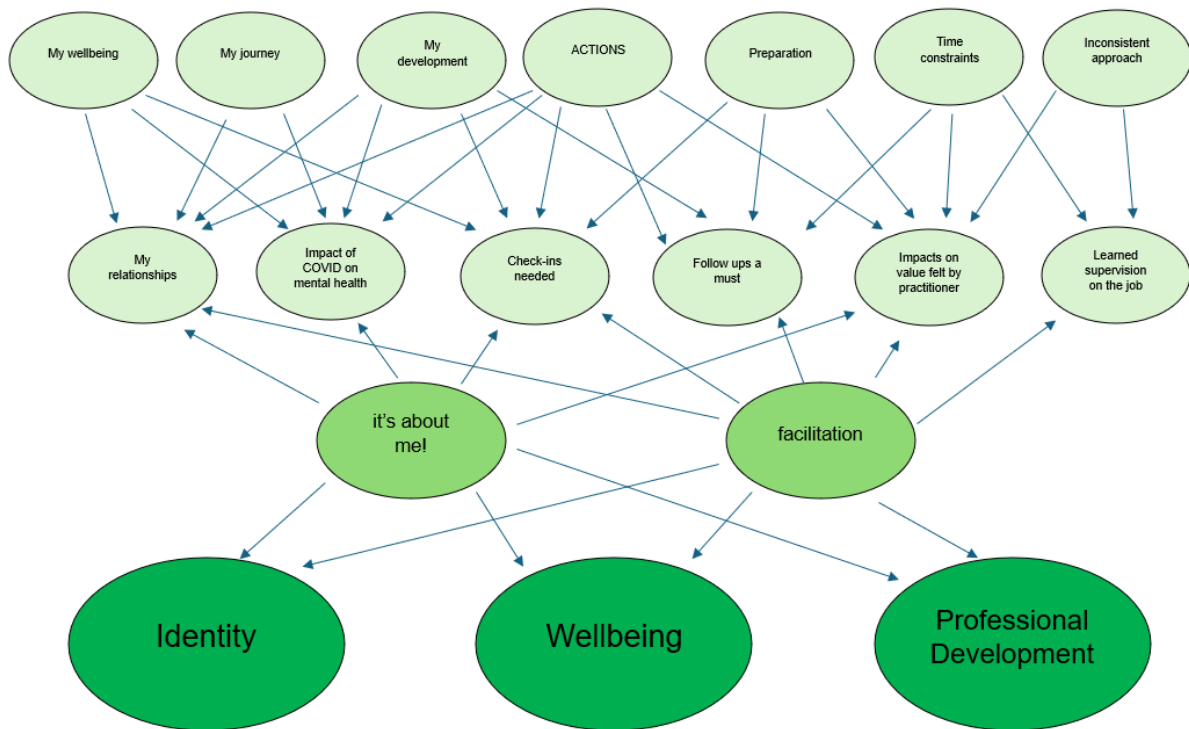 My wellbeing
My journey
My
development
ACTIONS
Preparation
Time
constraints
Inconsistent
approach
My
relationships
Impact of
COVID on
mental health
Check-ins
needed
Follow ups a
must
Impacts on
value felt by
practitioner
Learned
supervision
on the job
it's about
me!
facilitation
Identity
Wellbeing
Professional
Development